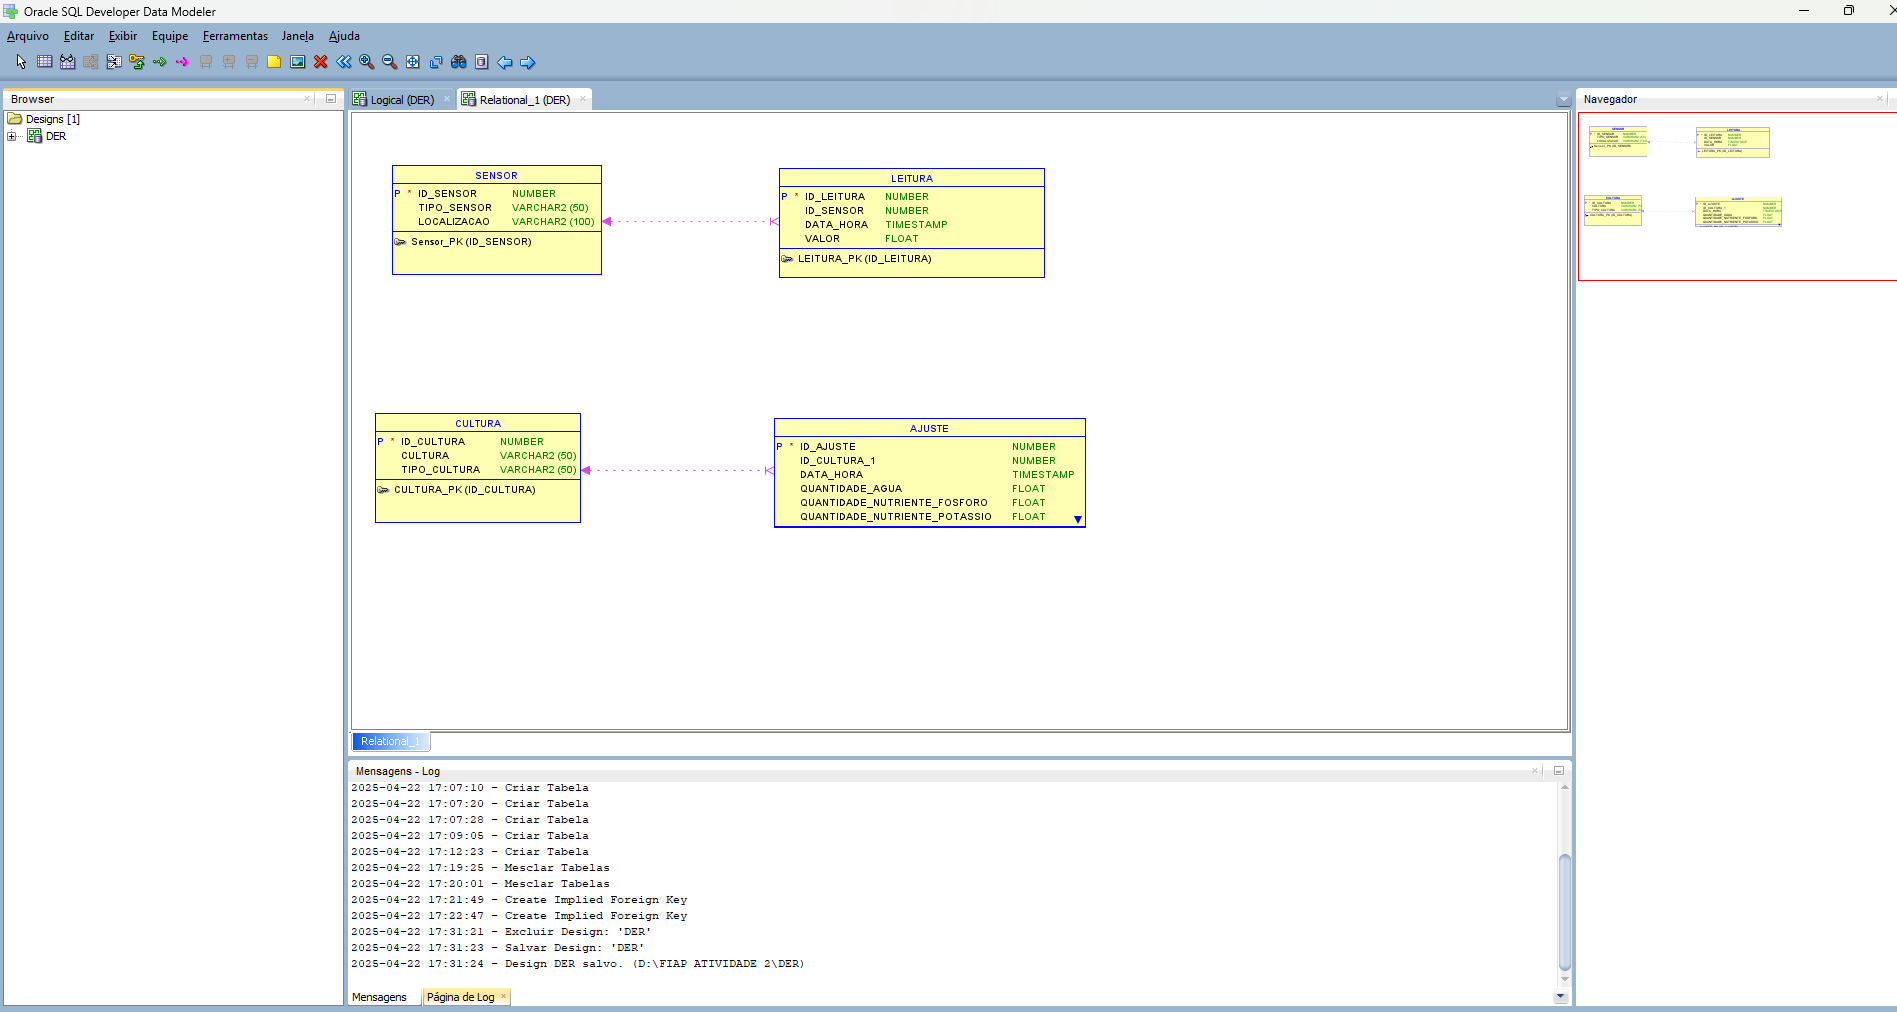 Oracle SQL Developer Data Modeler
Arquivo Editar Exibir Equipe Ferramentas Janela Ajuda
Browser
Designs [1]
DER
Logical (DER) Relational_1 (DER)
SENSOR
P * ID_SENSOR NUMBER
TIPO_SENSOR VARCHAR2 (50)
LOCALIZACAO VARCHAR2 (100)
Sensor_PK (ID_SENSOR)
LEITURA
P * ID_LEITURA NUMBER
ID_SENSOR NUMBER
DATA_HORA TIMESTAMP
VALOR FLOAT
LEITURA_PK (ID_LEITURA)
CULTURA
P * ID_CULTURA NUMBER
CULTURA VARCHAR2 (50)
TIPO_CULTURA VARCHAR2 (50)
CULTURA_PK (ID_CULTURA)
AJUSTE
P * ID_AJUSTE NUMBER
ID_CULTURA_1 NUMBER
DATA_HORA TIMESTAMP
QUANTIDADE_AGUA FLOAT
QUANTIDADE_NUTRIENTE_FOSFORO FLOAT
QUANTIDADE_NUTRIENTE_POTASSIO FLOAT
Relational_1
Mensagens - Log
2025-04-22 17:07:10 - Criar Tabela
2025-04-22 17:07:20 - Criar Tabela
2025-04-22 17:07:28 - Criar Tabela
2025-04-22 17:09:05 - Criar Tabela
2025-04-22 17:12:23 - Criar Tabela
2025-04-22 17:19:25 - Mesclar Tabelas
2025-04-22 17:20:01 - Mesclar Tabelas
2025-04-22 17:21:49 - Create Implied Foreign Key
2025-04-22 17:22:47 - Create Implied Foreign Key
2025-04-22 17:31:21 - Excluir Design: 'DER'
2025-04-22 17:31:23 - Salvar Design: 'DER'
2025-04-22 17:31:24 - Design DER salvo. (D:\FIAP ATIVIDADE 2\DER)
Mensagens Página de Log
Navegador